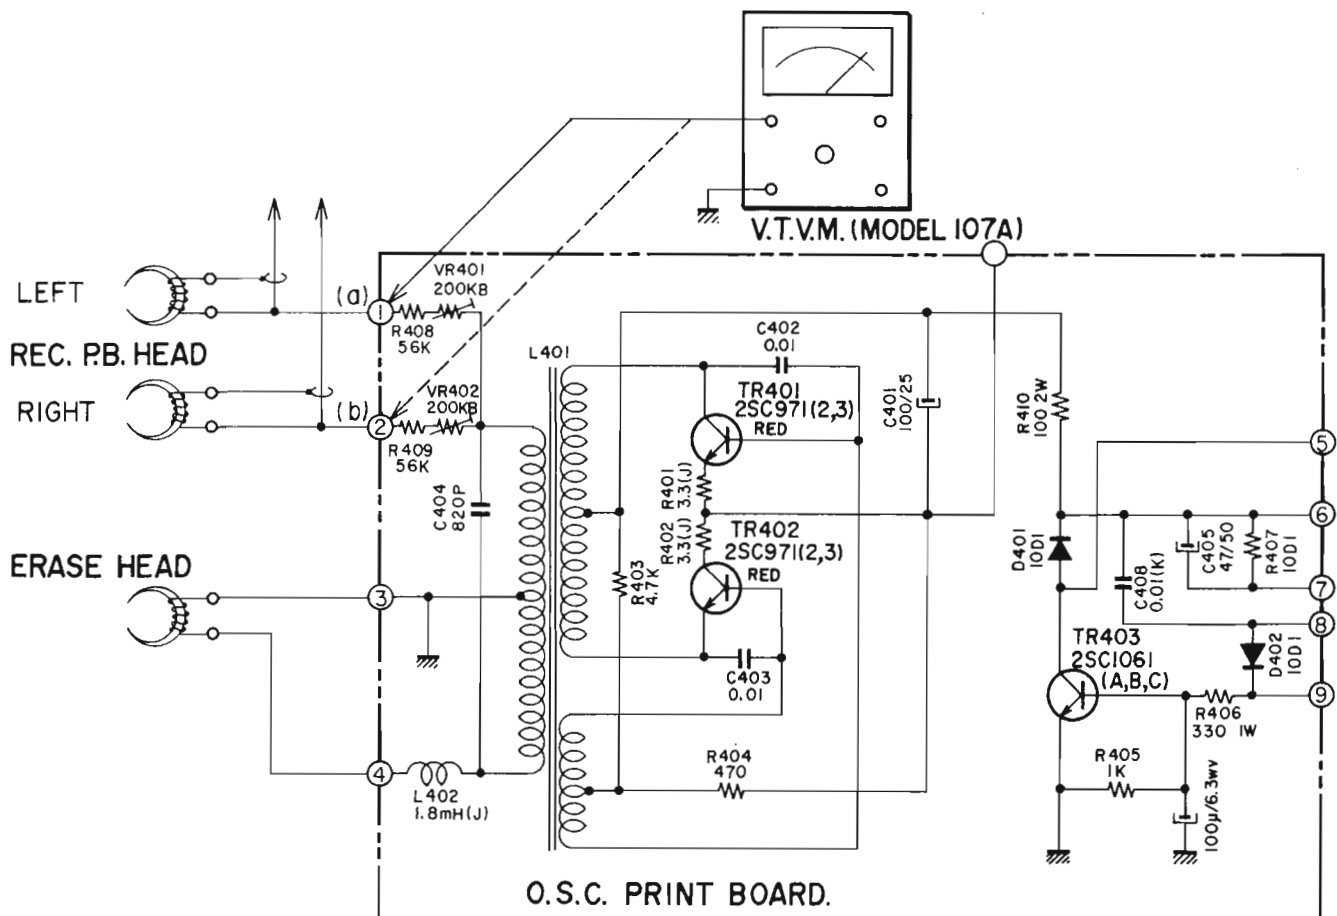 V.T.V.M. (MODEL 107A)
LEFT
REC. P.B. HEAD
RIGHT
ERASE HEAD
(a)
1
R408
56K
VR401
200KB
(b)
2
R409
56K
VR402
200KB
C404
820P
3
4
L402
1.8mH(J)
L401
C402
0.01
TR401
2SC971(2,3)
RED
R401
3.3(J)
R402
3.3(J)
TR402
2SC971(2,3)
RED
R403
4.7K
C403
0.01
R404
470
C401
100/25
R410
100 2W
D401
10D1
C408
0.01(K)
C405
47/50
R407
10D1
5
6
7
8
9
TR403
2SC1061
(A,B,C)
D402
10D1
R406
330 1W
R405
1K
100µ/6.3wv
O.S.C. PRINT BOARD.